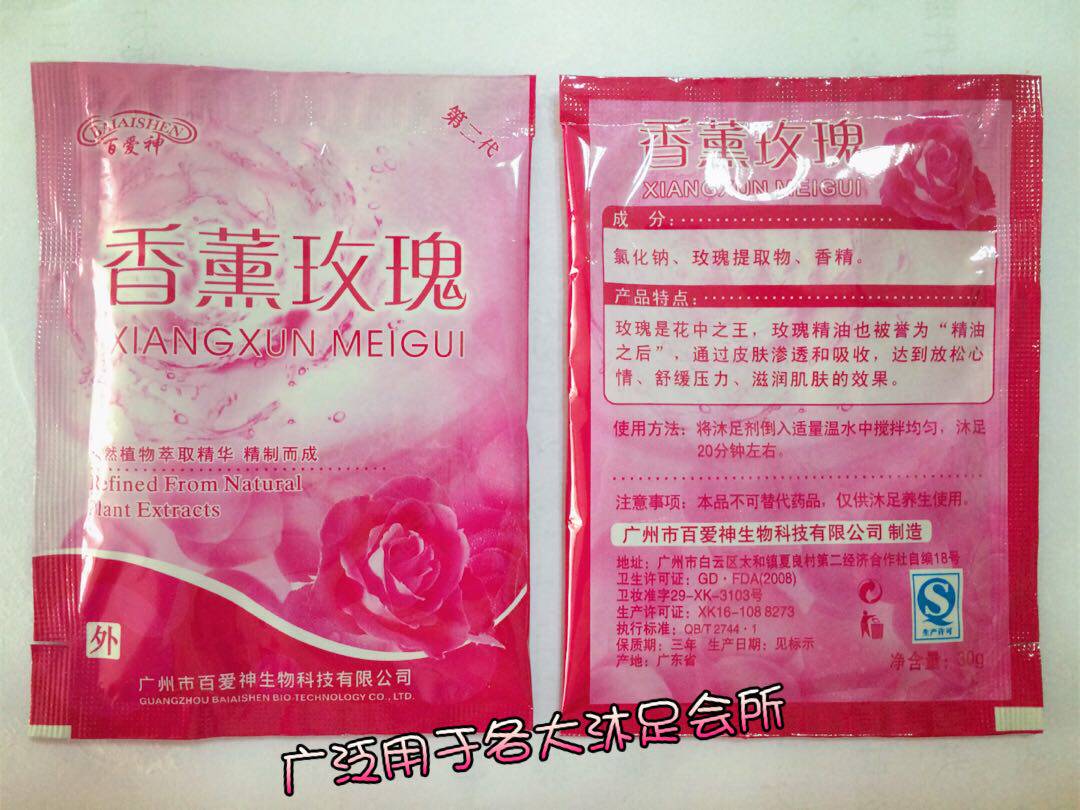 BAIAISHEN
百爱神
第二代
香薰玫瑰
XIANGXUN MEIGUI
然植物萃取精华 精制而成
Refined From Natural
Plant Extracts
外
广州市百爱神生物科技有限公司
GUANGZHOU BAIAISHEN BIO-TECHNOLOGY CO., LTD.
香薰玫瑰
XIANGXUN MEIGUI
成 分:
氯化钠、玫瑰提取物、香精。
产品特点:
玫瑰是花中之王，玫瑰精油也被誉为“精油
之后”，通过皮肤渗透和吸收，达到放松心
情、舒缓压力、滋润肌肤的效果。
使用方法: 将沐足剂倒入适量温水中搅拌均匀，沐足
20分钟左右。
注意事项: 本品不可替代药品，仅供沐足养生使用。
广州市百爱神生物科技有限公司 制造
地址: 广州市白云区太和镇夏良村第二经济合作社自编18号
卫生许可证: GD·FDA(2008)
卫妆准字29-XK-3103号
生产许可证: XK16-108 8273
执行标准: QB/T 2744·1
保质期: 三年 生产日期: 见标示
产地: 广东省
QS
生产许可
净含量: 30g
广泛用于各大沐足会所